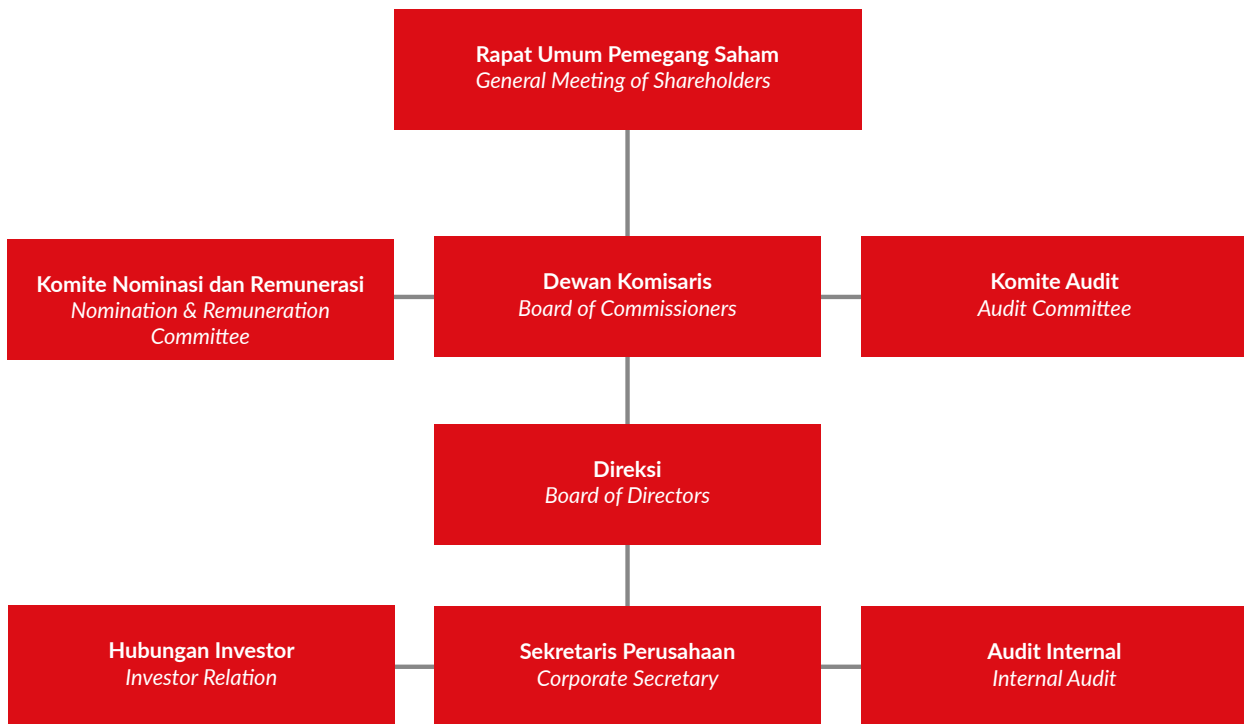 Rapat Umum Pemegang Saham
General Meeting of Shareholders
Komite Nominasi dan Remunerasi
Nomination & Remuneration
Committee
Dewan Komisaris
Board of Commissioners
Komite Audit
Audit Committee
Direksi
Board of Directors
Hubungan Investor
Investor Relation
Sekretaris Perusahaan
Corporate Secretary
Audit Internal
Internal Audit